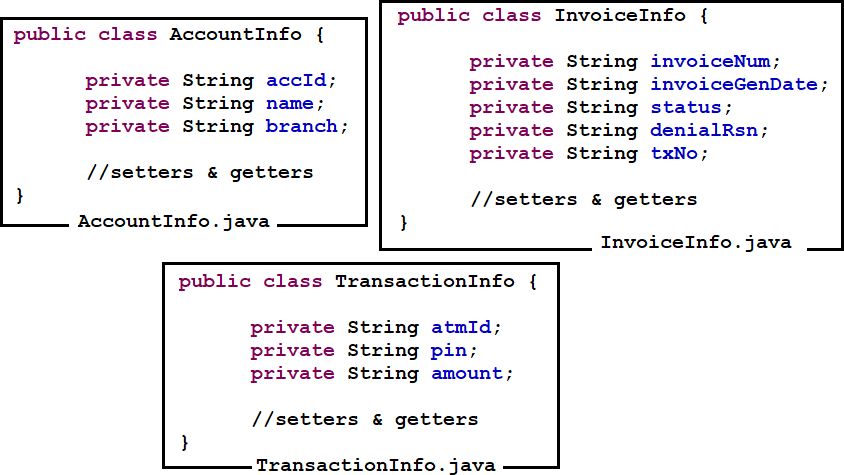 public class AccountInfo {
private String accId;
private String name;
private String branch;
//setters & getters
}
AccountInfo.java
public class InvoiceInfo {
private String invoiceNum;
private String invoiceGenDate;
private String status;
private String denialRsn;
private String txNo;
//setters & getters
}
InvoiceInfo.java
public class TransactionInfo {
private String atmId;
private String pin;
private String amount;
//setters & getters
}
TransactionInfo.java